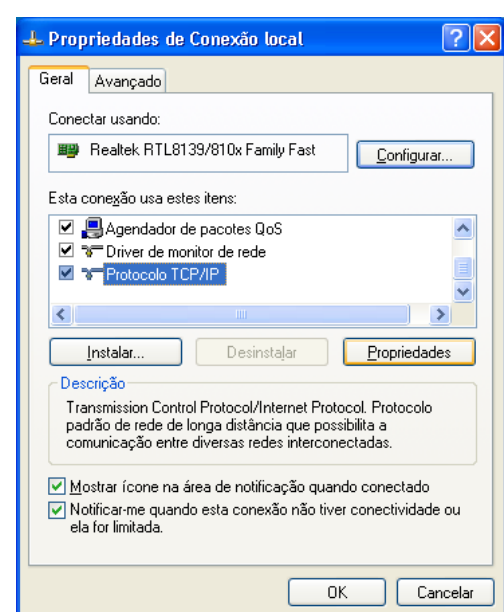 Propriedades de Conexão local
Geral
Avançado
Conectar usando:
Realtek RTL8139/810x Family Fast
Configurar...
Esta conexão usa estes itens:
Agendador de pacotes QoS
Driver de monitor de rede
Protocolo TCP/IP
Instalar...
Desinstalar
Propriedades
Descrição
Transmission Control Protocol/Internet Protocol. Protocolo
padrão de rede de longa distância que possibilita a
comunicação entre diversas redes interconectadas.
Mostrar ícone na área de notificação quando conectado
Notificar-me quando esta conexão não tiver conectividade ou
ela for limitada.
OK
Cancelar